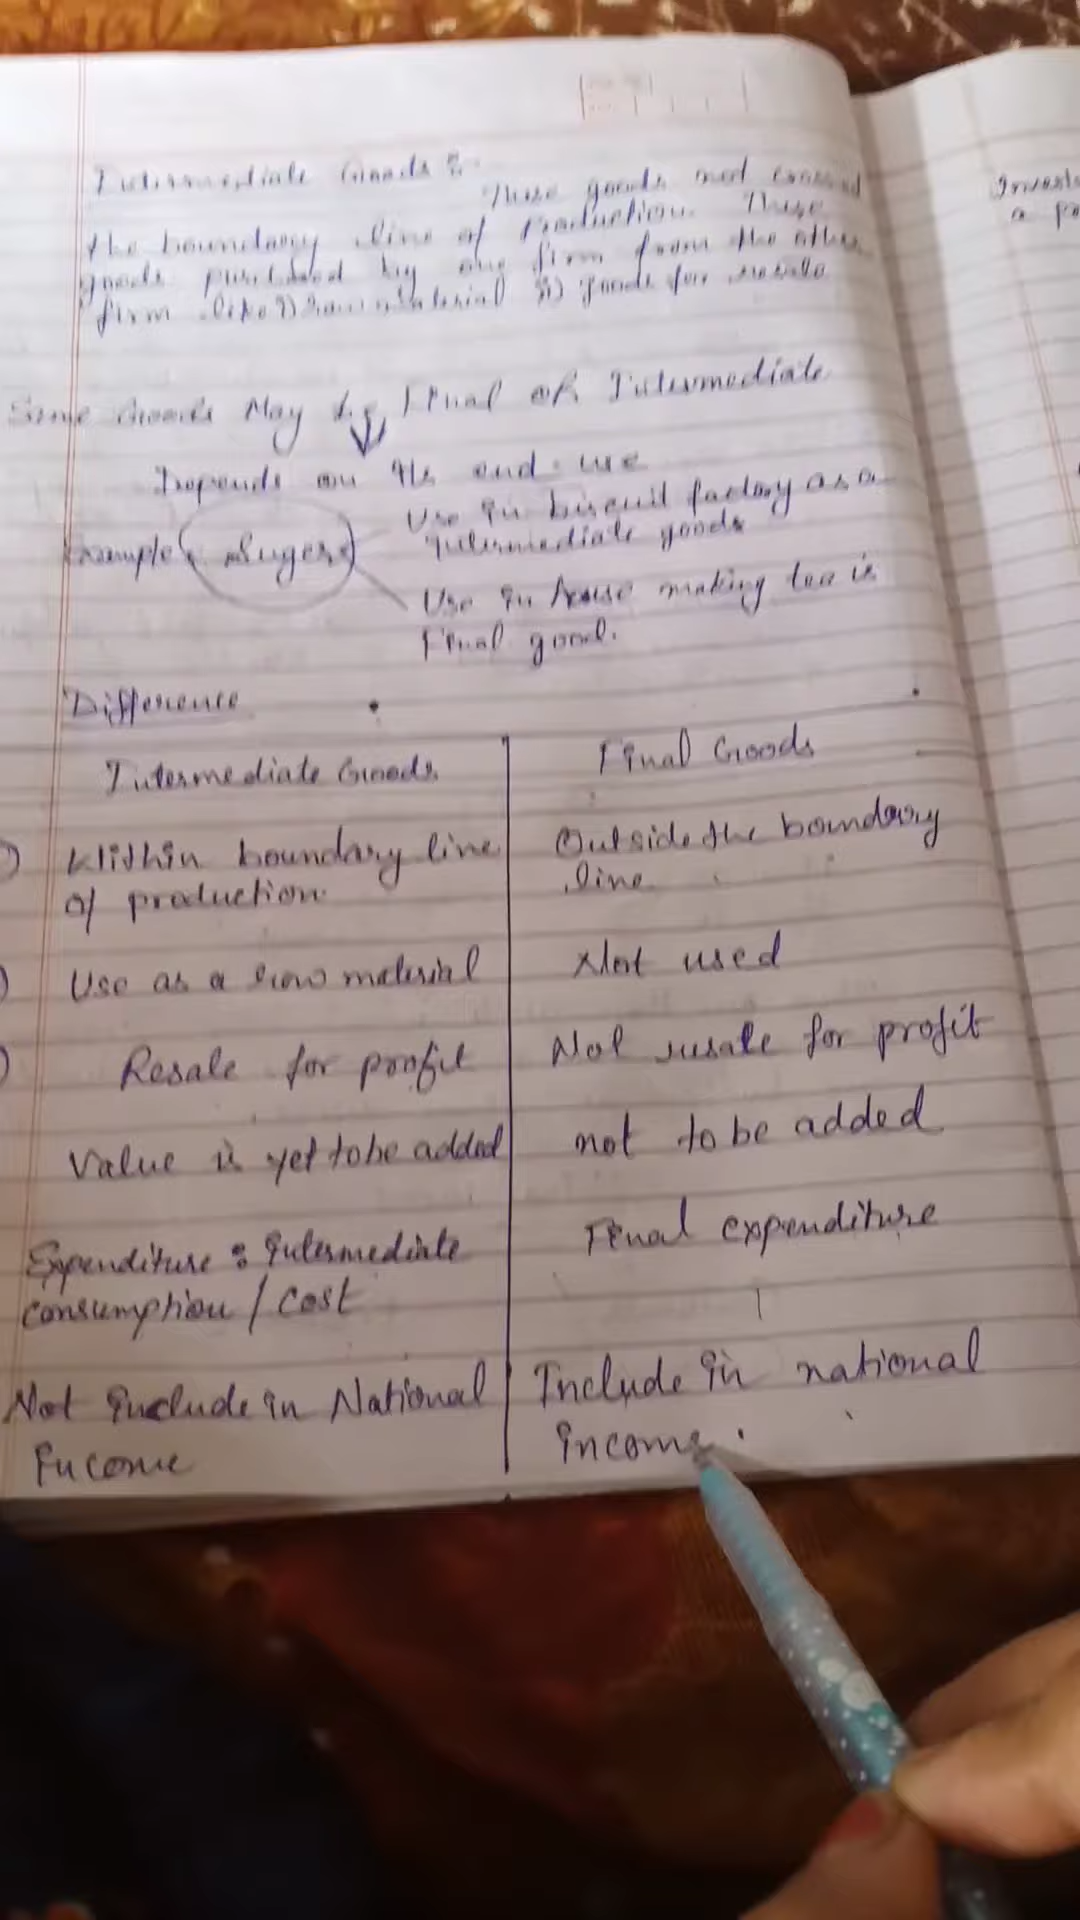 Intermediate Goods :-
These goods not crossed
the boundary line of production. These
goods purchased by one firm from the other
firm like i) raw material ii) goods for resale
Same Goods May be Final or Intermediate
Depends on its end use
Use in biscuit factory as a
intermediate goods
Example Suger
Use in house making tea is
Final good.
Difference
Intermediate Goods
Final Goods
Within boundary line
of production
Outside the boundary
line
Use as a raw material
Not used
Resale for profit
Not resale for profit
Value is yet to be added
not to be added
Expenditure : Intermediate
consumption / cost
Final expenditure
Not include in National
income
Include in national
income.
a